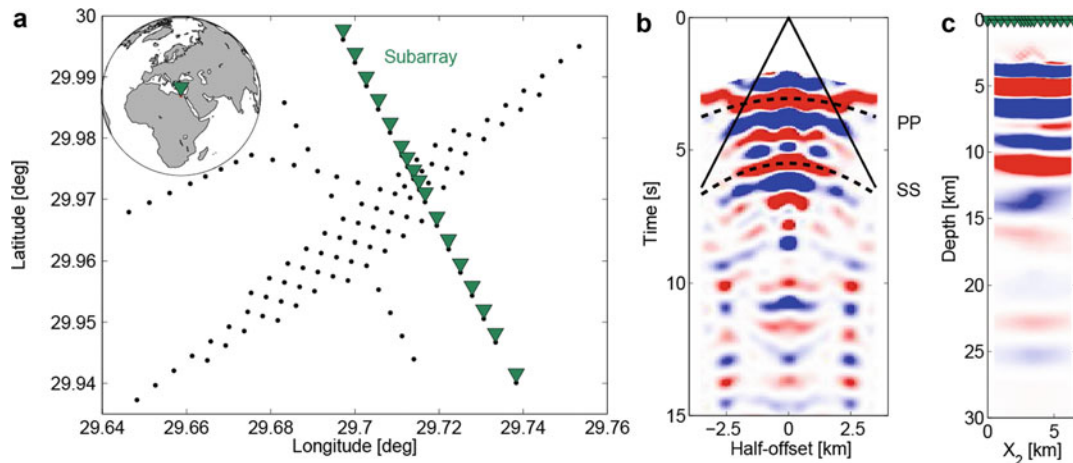 a
Subarray
30
29.99
29.98
29.97
29.96
29.95
29.94
Latitude [deg]
29.64 29.66 29.68 29.70 29.72 29.74 29.76
Longitude [deg]
b
0
5
10
15
Time [s]
PP
SS
−2.5 0 2.5
Half-offset [km]
c
0
5
10
15
20
25
30
Depth [km]
0 5
X2 [km]